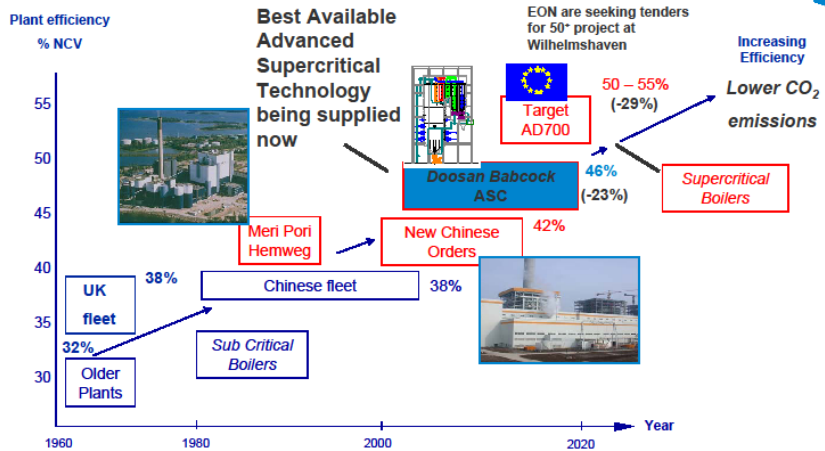 Plant efficiency
% NCV
Best Available
Advanced
Supercritical
Technology
being supplied
now
EON are seeking tenders
for 50⁺ project at
Wilhelmshaven
Increasing
Efficiency
Lower CO₂
emissions
50 – 55%
(-29%)
Target
AD700
55
50
45
40
35
30
Doosan Babcock
ASC
46%
(-23%)
Supercritical
Boilers
Meri Pori
Hemweg
New Chinese
Orders
42%
UK
fleet
38%
Chinese fleet
38%
32%
Older
Plants
Sub Critical
Boilers
1960
1980
2000
2020
Year